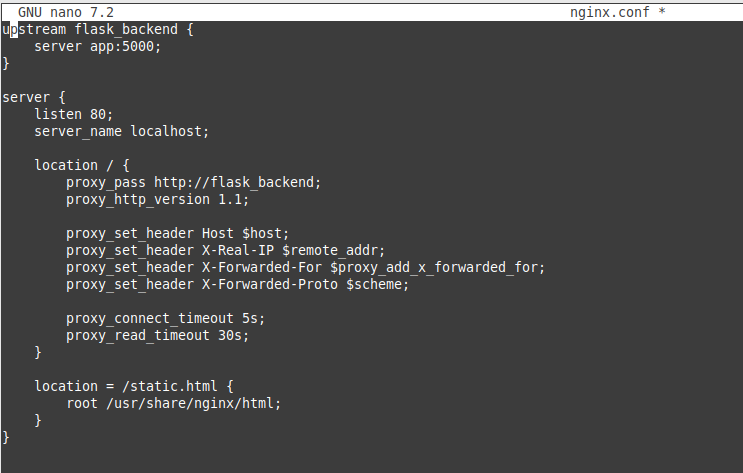 GNU nano 7.2 nginx.conf *
upstream flask_backend {
    server app:5000;
}

server {
    listen 80;
    server_name localhost;

    location / {
        proxy_pass http://flask_backend;
        proxy_http_version 1.1;

        proxy_set_header Host $host;
        proxy_set_header X-Real-IP $remote_addr;
        proxy_set_header X-Forwarded-For $proxy_add_x_forwarded_for;
        proxy_set_header X-Forwarded-Proto $scheme;

        proxy_connect_timeout 5s;
        proxy_read_timeout 30s;
    }

    location = /static.html {
        root /usr/share/nginx/html;
    }
}